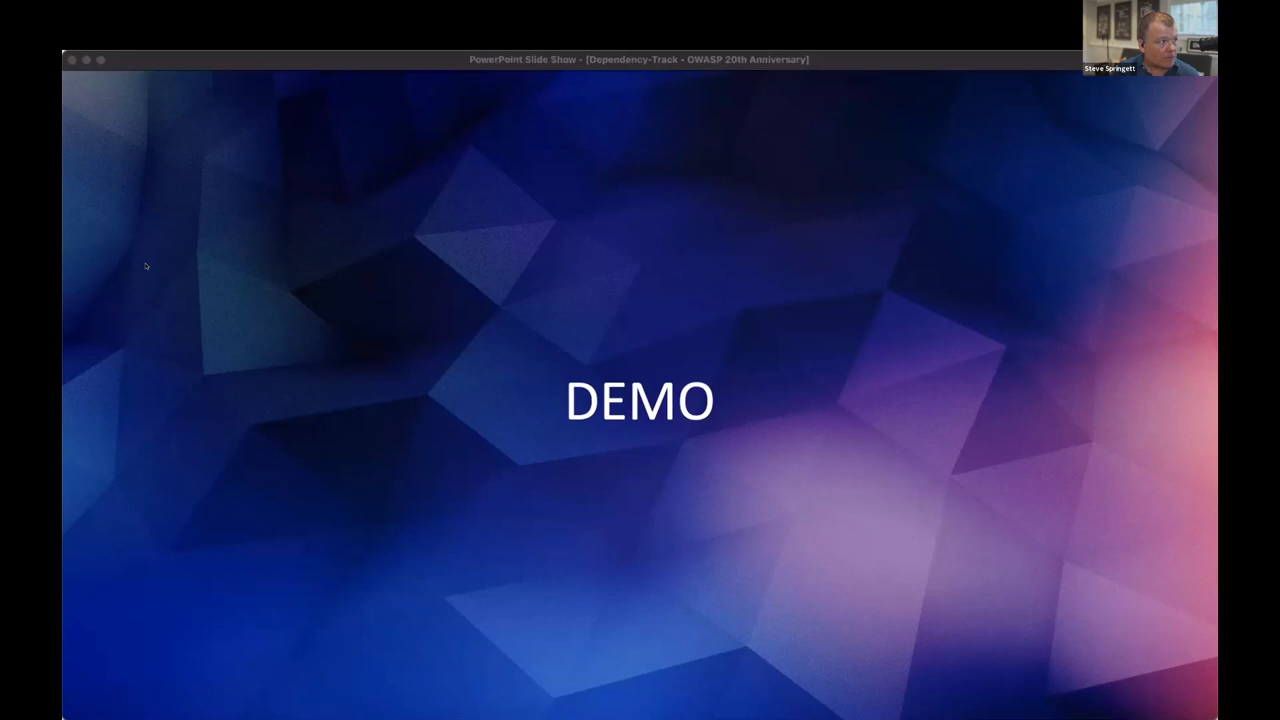 PowerPoint Slide Show - [Dependency-Track - OWASP 20th Anniversary]
Steve Springett
DEMO